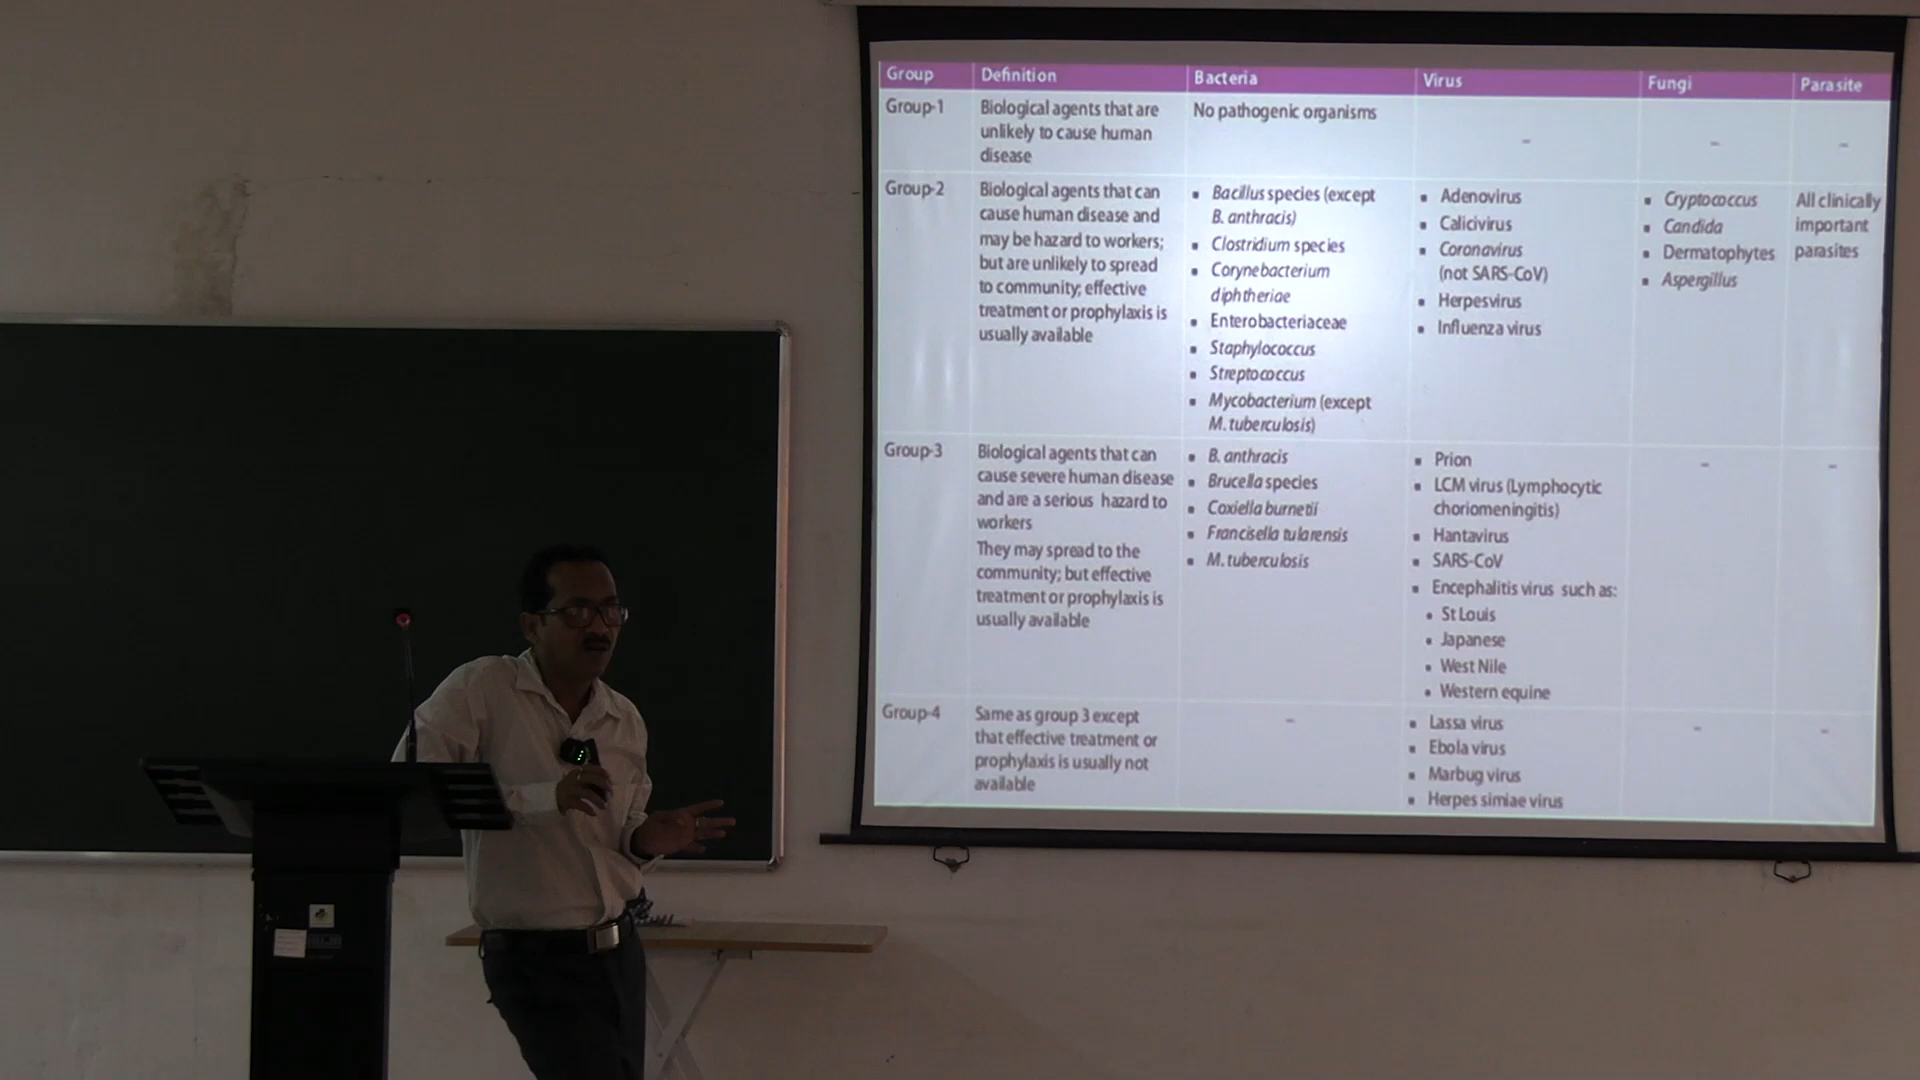 Group Definition Bacteria Virus Fungi Parasite
Group-1
Biological agents that are
unlikely to cause human
disease
No pathogenic organisms
–
–
–
Group-2
Biological agents that can
cause human disease and
may be hazard to workers;
but are unlikely to spread
to community; effective
treatment or prophylaxis is
usually available
▪ Bacillus species (except
B. anthracis)
▪ Clostridium species
▪ Corynebacterium
diphtheriae
▪ Enterobacteriaceae
▪ Staphylococcus
▪ Streptococcus
▪ Mycobacterium (except
M. tuberculosis)
▪ Adenovirus
▪ Calicivirus
▪ Coronavirus
(not SARS-CoV)
▪ Herpesvirus
▪ Influenza virus
▪ Cryptococcus
▪ Candida
▪ Dermatophytes
▪ Aspergillus
All clinically
important
parasites
Group-3
Biological agents that can
cause severe human disease
and are a serious hazard to
workers
They may spread to the
community; but effective
treatment or prophylaxis is
usually available
▪ B. anthracis
▪ Brucella species
▪ Coxiella burnetii
▪ Francisella tularensis
▪ M. tuberculosis
▪ Prion
▪ LCM virus (Lymphocytic
choriomeningitis)
▪ Hantavirus
▪ SARS-CoV
▪ Encephalitis virus such as:
• St Louis
• Japanese
• West Nile
• Western equine
–
–
Group-4
Same as group 3 except
that effective treatment or
prophylaxis is usually not
available
–
▪ Lassa virus
▪ Ebola virus
▪ Marbug virus
▪ Herpes simiae virus
–
–